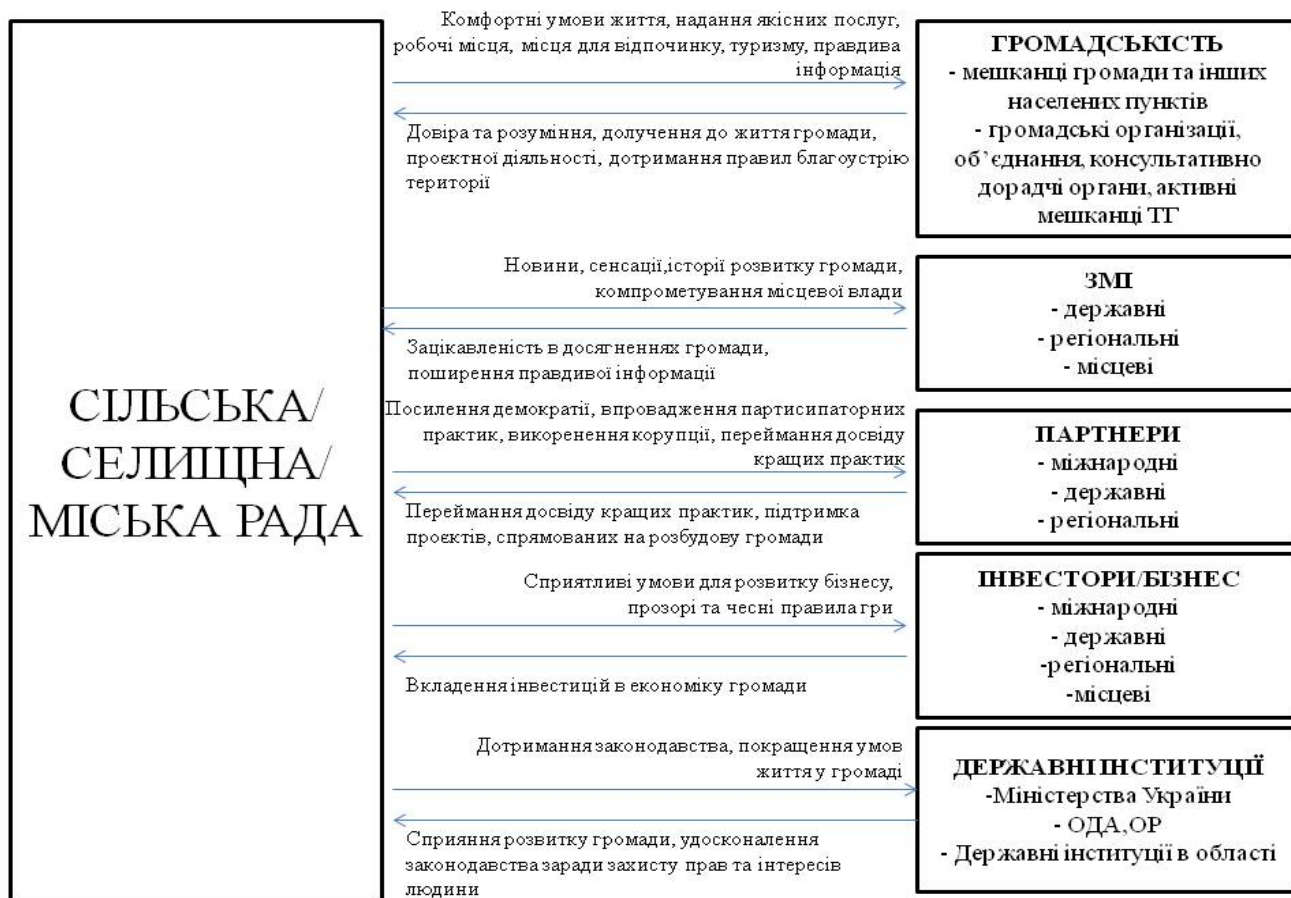 СІЛЬСЬКА/
СЕЛИЩНА/
МІСЬКА РАДА
Комфортні умови життя, надання якісних послуг,
робочі місця, місця для відпочинку, туризму, правдива
інформація
Довіра та розуміння, долучення до життя громади,
проєктної діяльності, дотримання правил благоустрію
території
ГРОМАДСЬКІСТЬ
- мешканці громади та інших
населених пунктів
- громадські організації,
об’єднання, консультативно
дорадчі органи, активні
мешканці ТГ
Новини, сенсації,історії розвитку громади,
компрометування місцевої влади
Зацікавленість в досягненнях громади,
поширення правдивої інформації
ЗМІ
- державні
- регіональні
- місцеві
Посилення демократії, впровадження партисипаторних
практик, викоренення корупції, переймання досвіду
кращих практик
Переймання досвіду кращих практик, підтримка
проєктів, спрямованих на розбудову громади
ПАРТНЕРИ
- міжнародні
- державні
- регіональні
Сприятливі умови для розвитку бізнесу,
прозорі та чесні правила гри
Вкладення інвестицій в економіку громади
ІНВЕСТОРИ/БІЗНЕС
- міжнародні
- державні
-регіональні
-місцеві
Дотримання законодавства, покращення умов
життя у громаді
Сприяння розвитку громади, удосконалення
законодавства заради захисту прав та інтересів
людини
ДЕРЖАВНІ ІНСТИТУЦІЇ
-Міністерства України
- ОДА,ОР
- Державні інституції в області